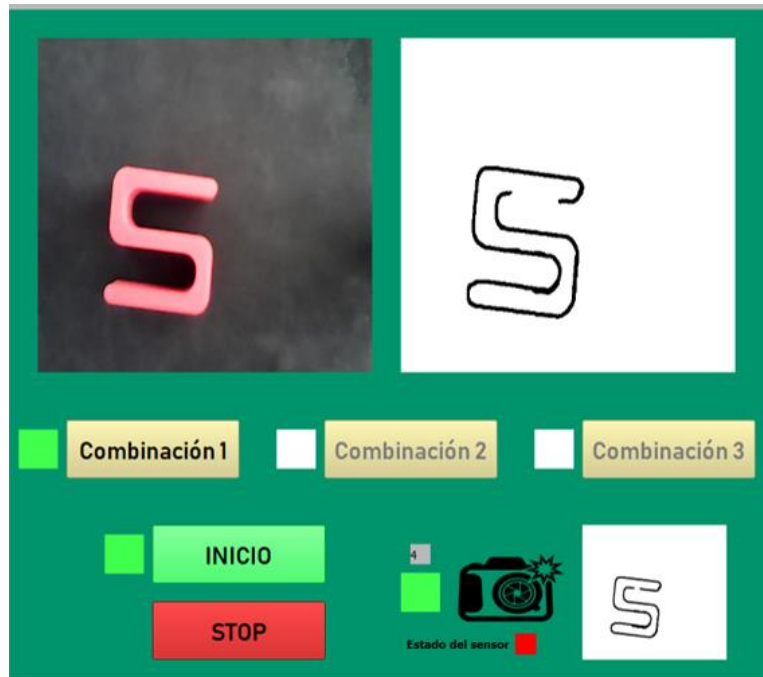 S
S
Combinación 1
Combinación 2
Combinación 3
INICIO
4
STOP
Estado del sensor
S